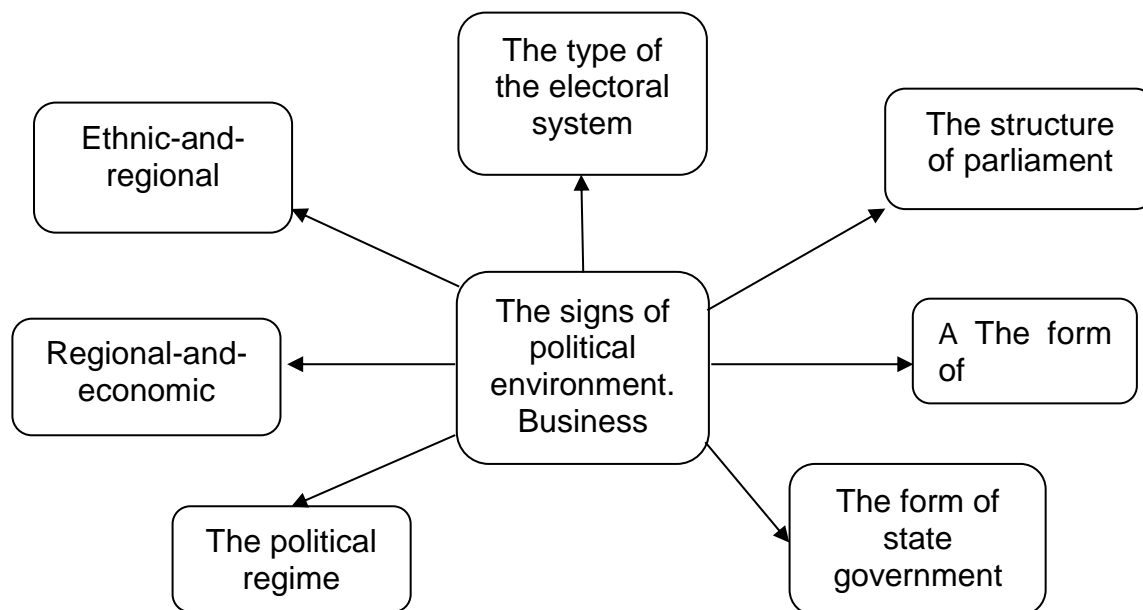 The type of
the electoral
system
Ethnic-and-
regional
The structure
of parliament
The signs of
political
environment.
Business
Regional-and-
economic
A The form
of
The political
regime
The form of
state
government